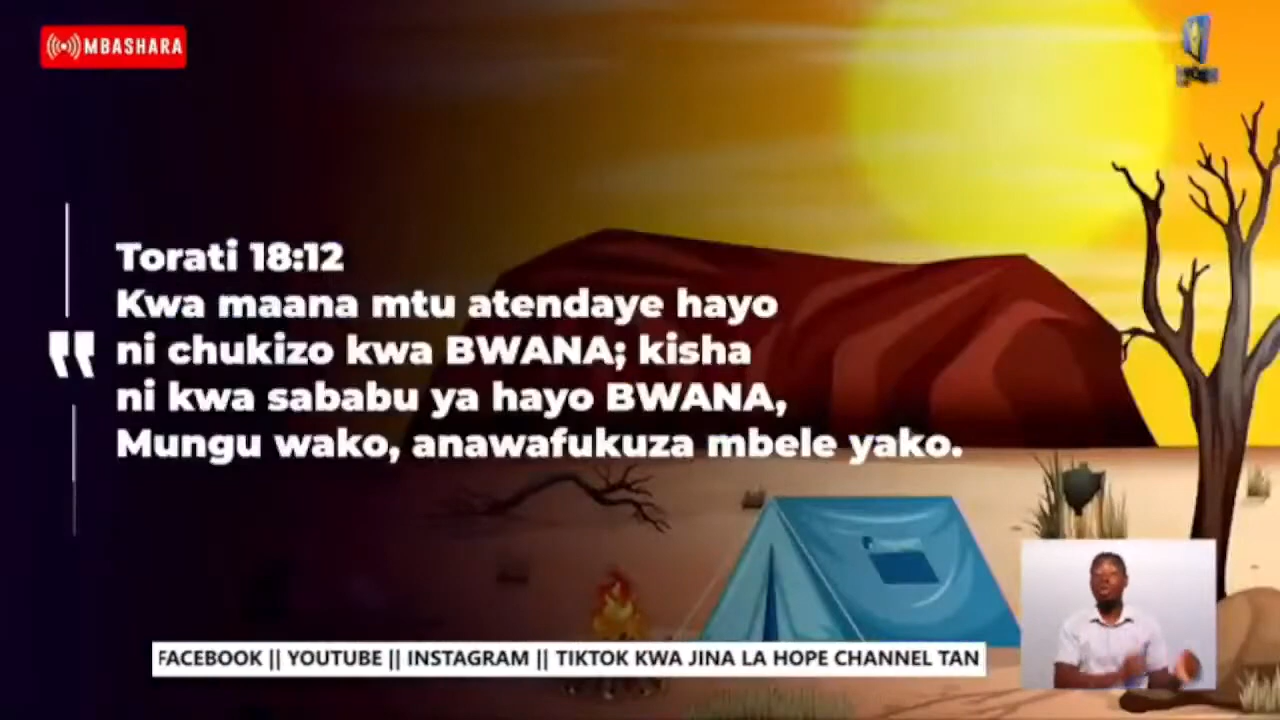 MBASHARA
Torati 18:12
Kwa maana mtu atendaye hayo
ni chukizo kwa BWANA; kisha
ni kwa sababu ya hayo BWANA,
Mungu wako, anawafukuza mbele yako.
FACEBOOK || YOUTUBE || INSTAGRAM || TIKTOK KWA JINA LA HOPE CHANNEL TAN